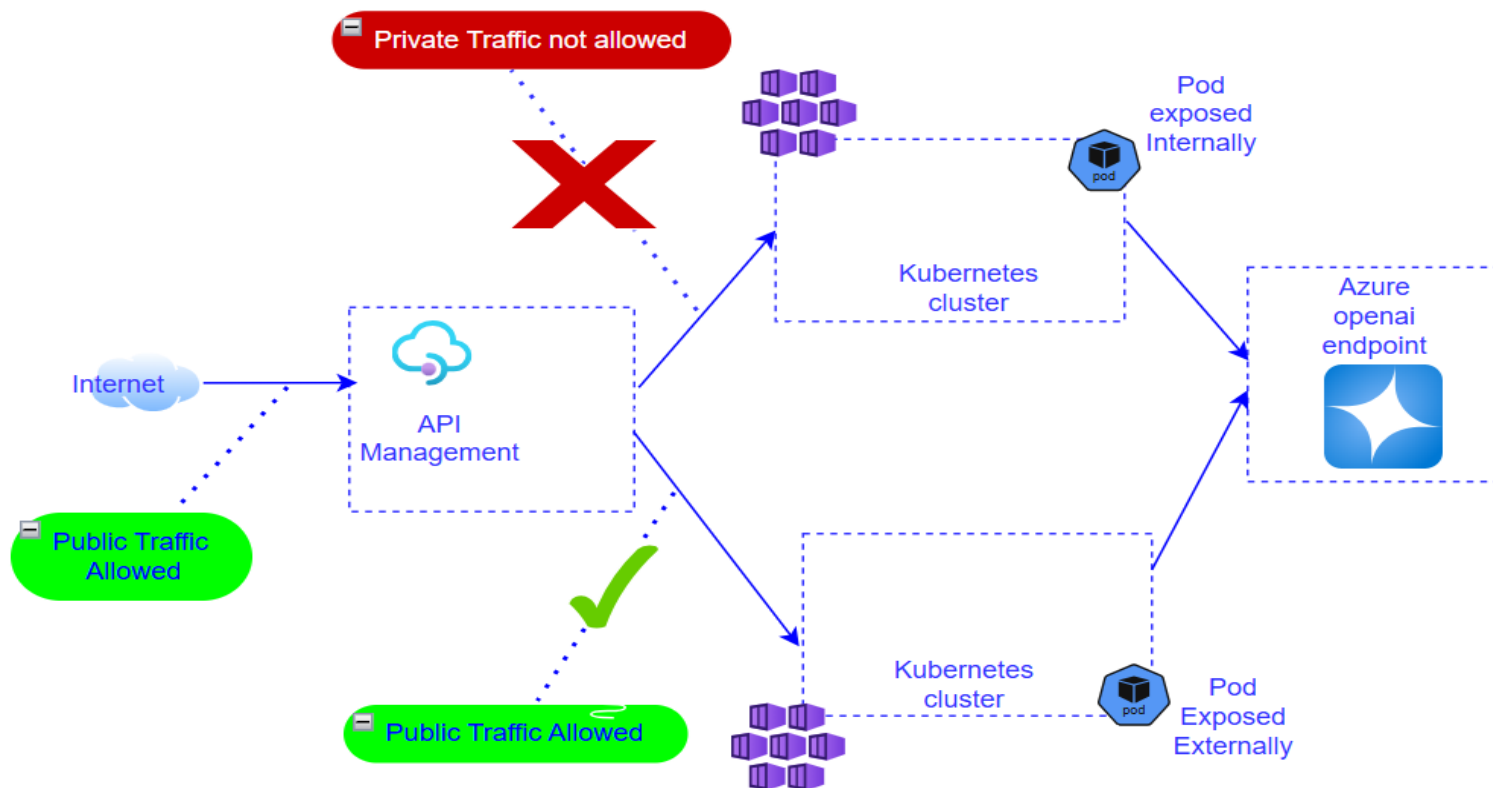 Private Traffic not allowed
Pod
exposed
Internally
pod
Kubernetes
cluster
Azure
openai
endpoint
Internet
API
Management
Public Traffic
Allowed
Public Traffic Allowed
Kubernetes
cluster
pod
Pod
Exposed
Externally